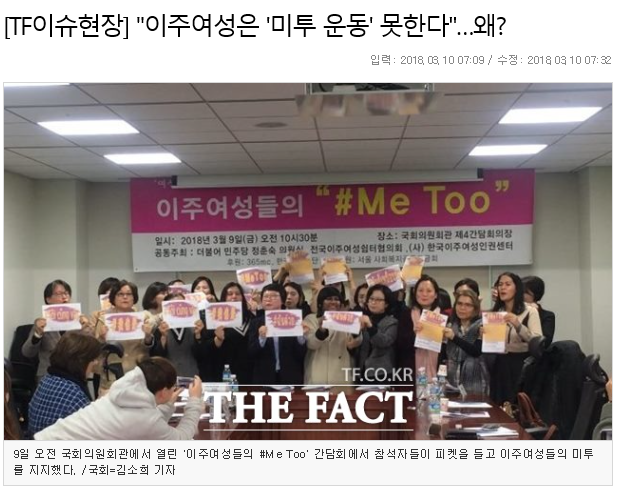 [TF이슈현장] "이주여성은 '미투 운동' 못한다"...왜?
입력: 2018.03.10 07:09 / 수정: 2018.03.10 07:32
이주여성들의 "#Me Too"
일시: 2018년 3월 9일(금) 오전 10시30분
장소: 국회의원회관 제4간담회의장
공동주최: 더불어 민주당 정춘숙 의원실, 전국이주여성쉼터협의회, (사) 한국이주여성인권센터
후원: 365mc,
#MeToo
TF.CO.KR
THE FACT
9일 오전 국회의원회관에서 열린 '이주여성들의 #Me Too' 간담회에서 참석자들이 피켓을 들고 이주여성들의 미투
를 지지했다. /국회=김소희 기자